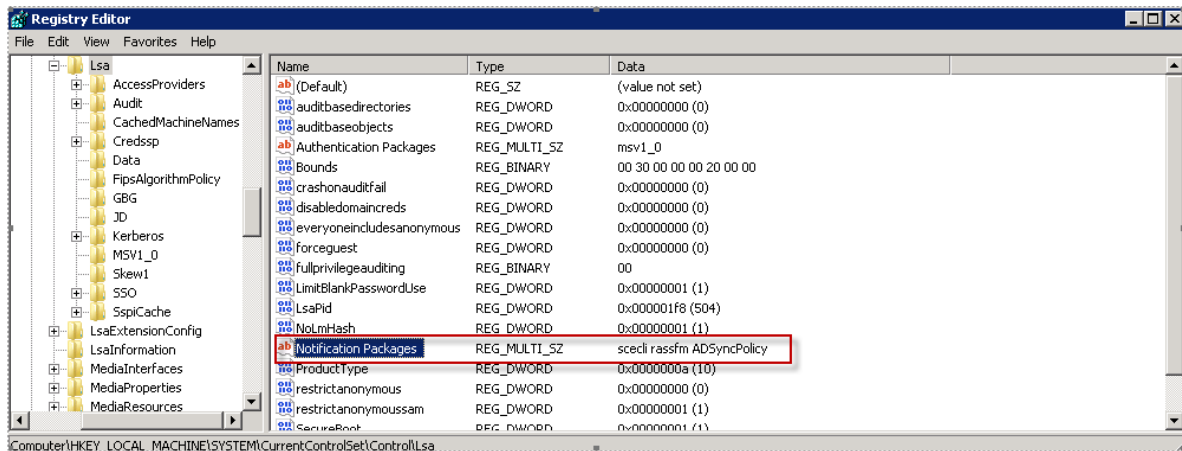 Registry Editor
File Edit View Favorites Help
Lsa
AccessProviders
Audit
CachedMachineNames
Credssp
Data
FipsAlgorithmPolicy
GBG
JD
Kerberos
MSV1_0
Skew1
SSO
SspiCache
LsaExtensionConfig
LsaInformation
MediaInterfaces
MediaProperties
MediaResources
Name Type Data
(Default) REG_SZ (value not set)
auditbasedirectories REG_DWORD 0x00000000 (0)
auditbaseobjects REG_DWORD 0x00000000 (0)
Authentication Packages REG_MULTI_SZ msv1_0
Bounds REG_BINARY 00 30 00 00 00 20 00 00
crashonauditfail REG_DWORD 0x00000000 (0)
disabledomaincreds REG_DWORD 0x00000000 (0)
everyoneincludesanonymous REG_DWORD 0x00000000 (0)
forceguest REG_DWORD 0x00000000 (0)
fullprivilegeauditing REG_BINARY 00
LimitBlankPasswordUse REG_DWORD 0x00000001 (1)
LsaPid REG_DWORD 0x000001f8 (504)
NoLmHash REG_DWORD 0x00000001 (1)
Notification Packages REG_MULTI_SZ scecli rassfm ADSyncPolicy
ProductType REG_DWORD 0x0000000a (10)
restrictanonymous REG_DWORD 0x00000000 (0)
restrictanonymoussam REG_DWORD 0x00000001 (1)
SecureBoot REG_DWORD 0x00000001 (1)
Computer\HKEY_LOCAL_MACHINE\SYSTEM\CurrentControlSet\Control\Lsa